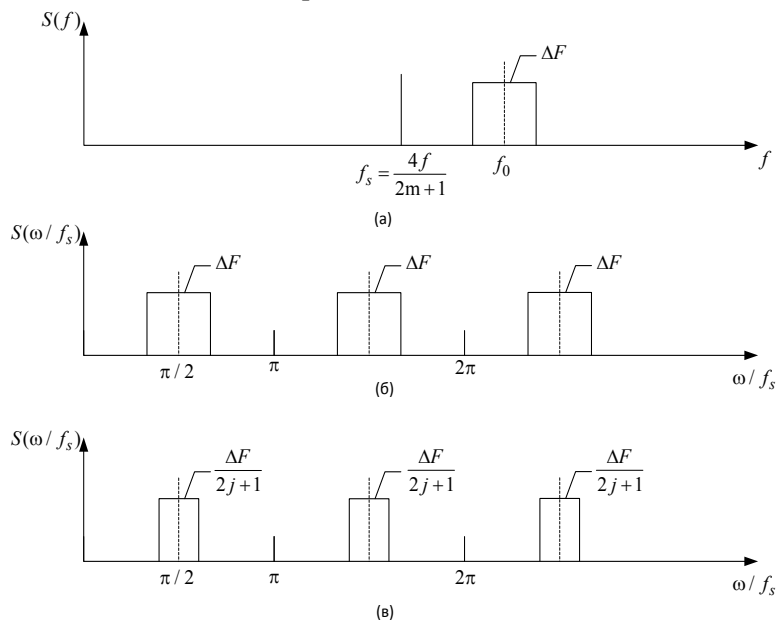 S(f)
ΔF
f_s = 4f / (2m+1)
f_0
f
(а)
S(ω / f_s)
ΔF ΔF ΔF
π / 2 π 2π
ω / f_s
(б)
S(ω / f_s)
ΔF / (2j+1) ΔF / (2j+1) ΔF / (2j+1)
π / 2 π 2π
ω / f_s
(в)